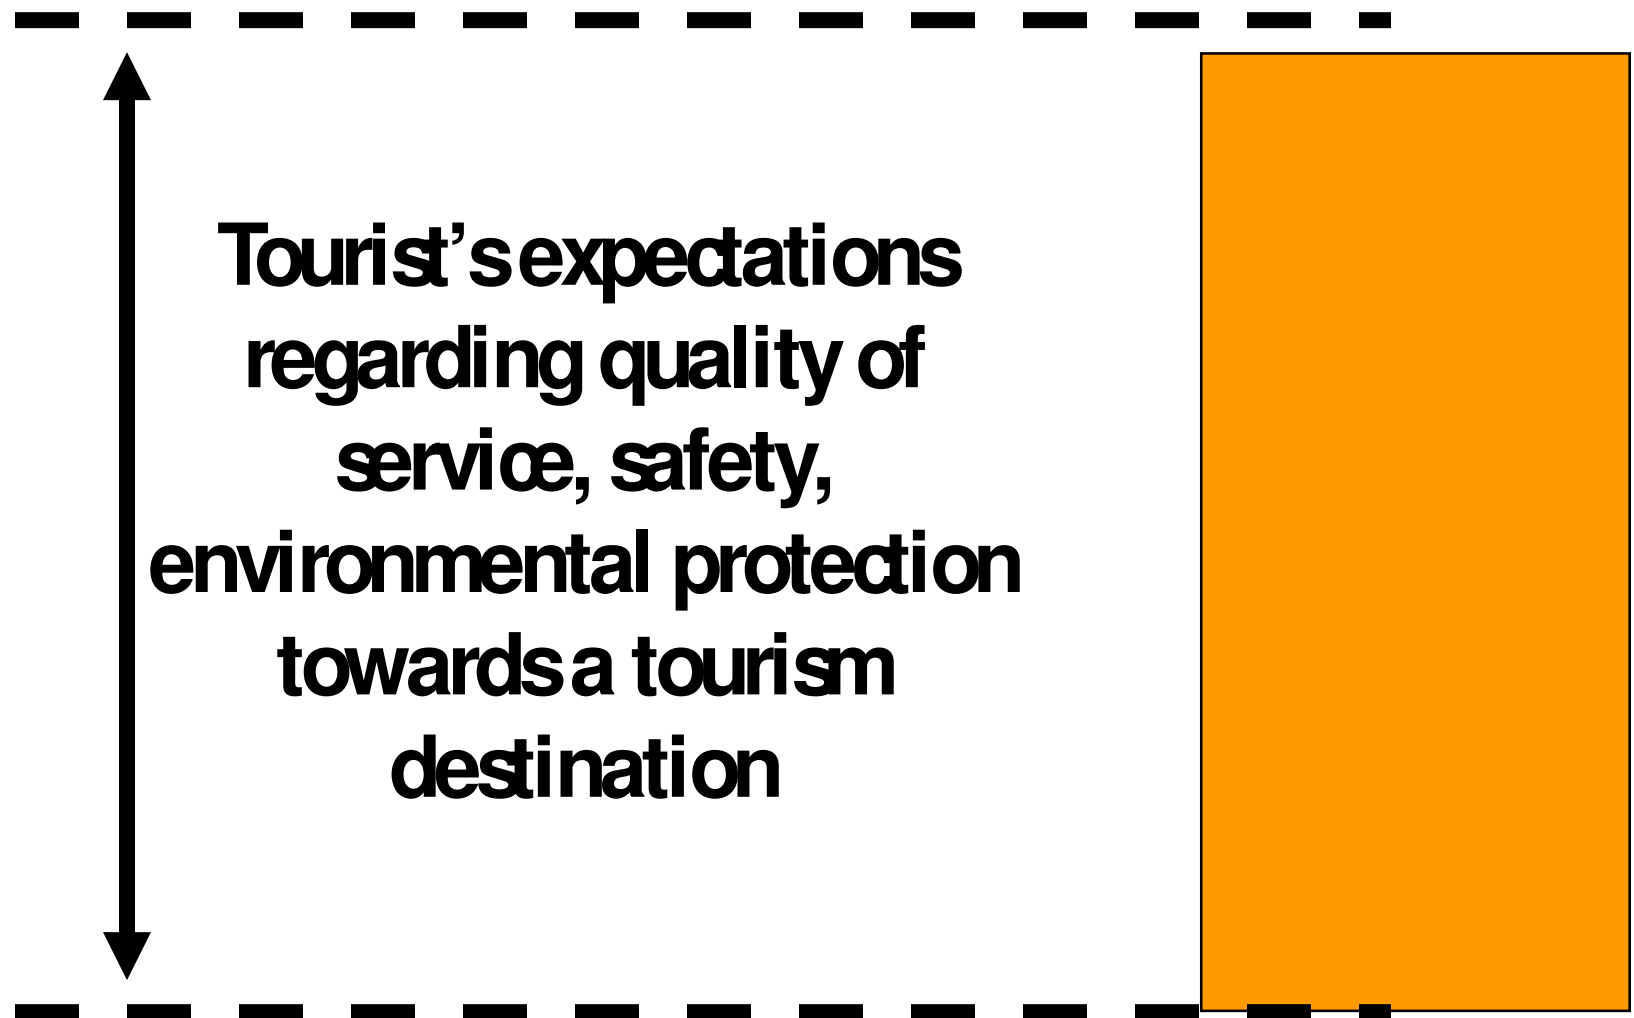 Tourist’s expectations
regarding quality of
service, safety,
environmental protection
towards a tourism
destination